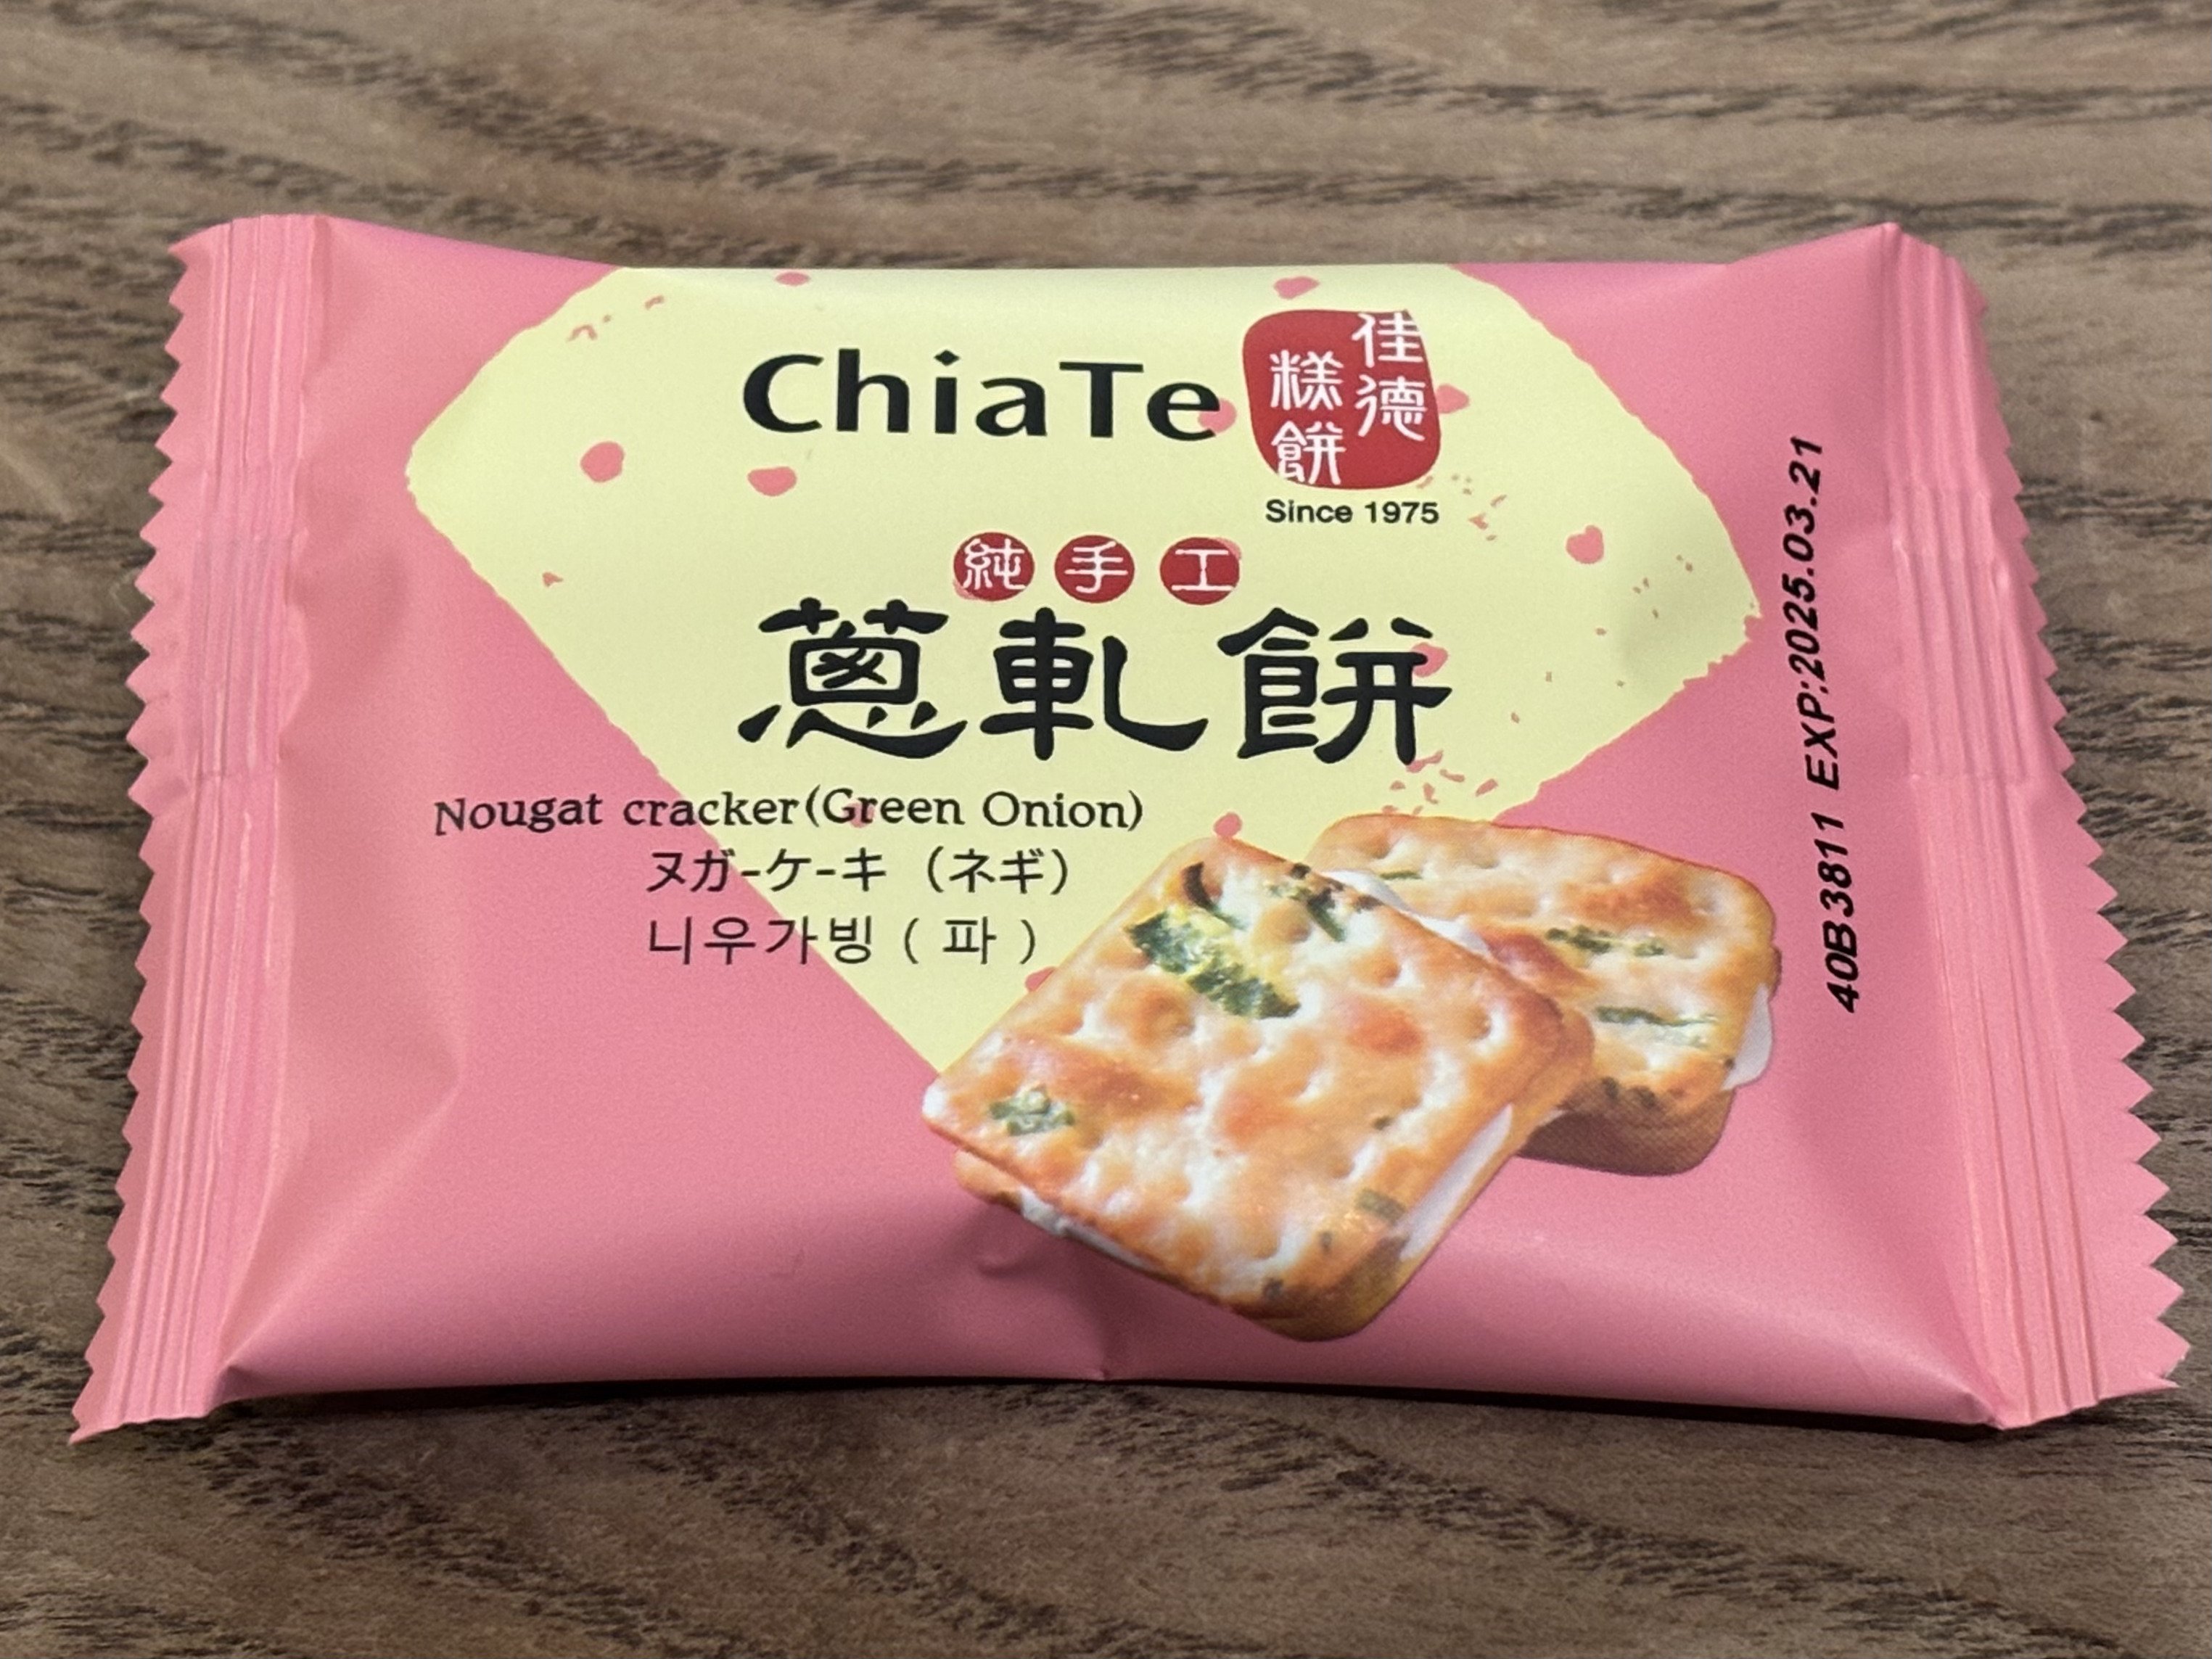 ChiaTe
佳德
糕餅
Since 1975
純手工
蔥軋餅
Nougat cracker(Green Onion)
ヌガ-ケ-キ（ネギ）
니우가빙 ( 파 )
40B3811 EXP:2025.03.21